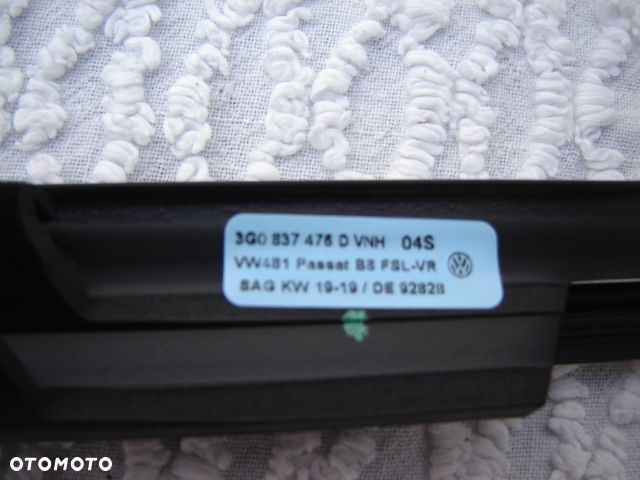 3G0 837 476 D VNH 04S
VW481 Passat B8 FSL-VR
SAG KW 19-19 / DE 92828
OTOMOTO